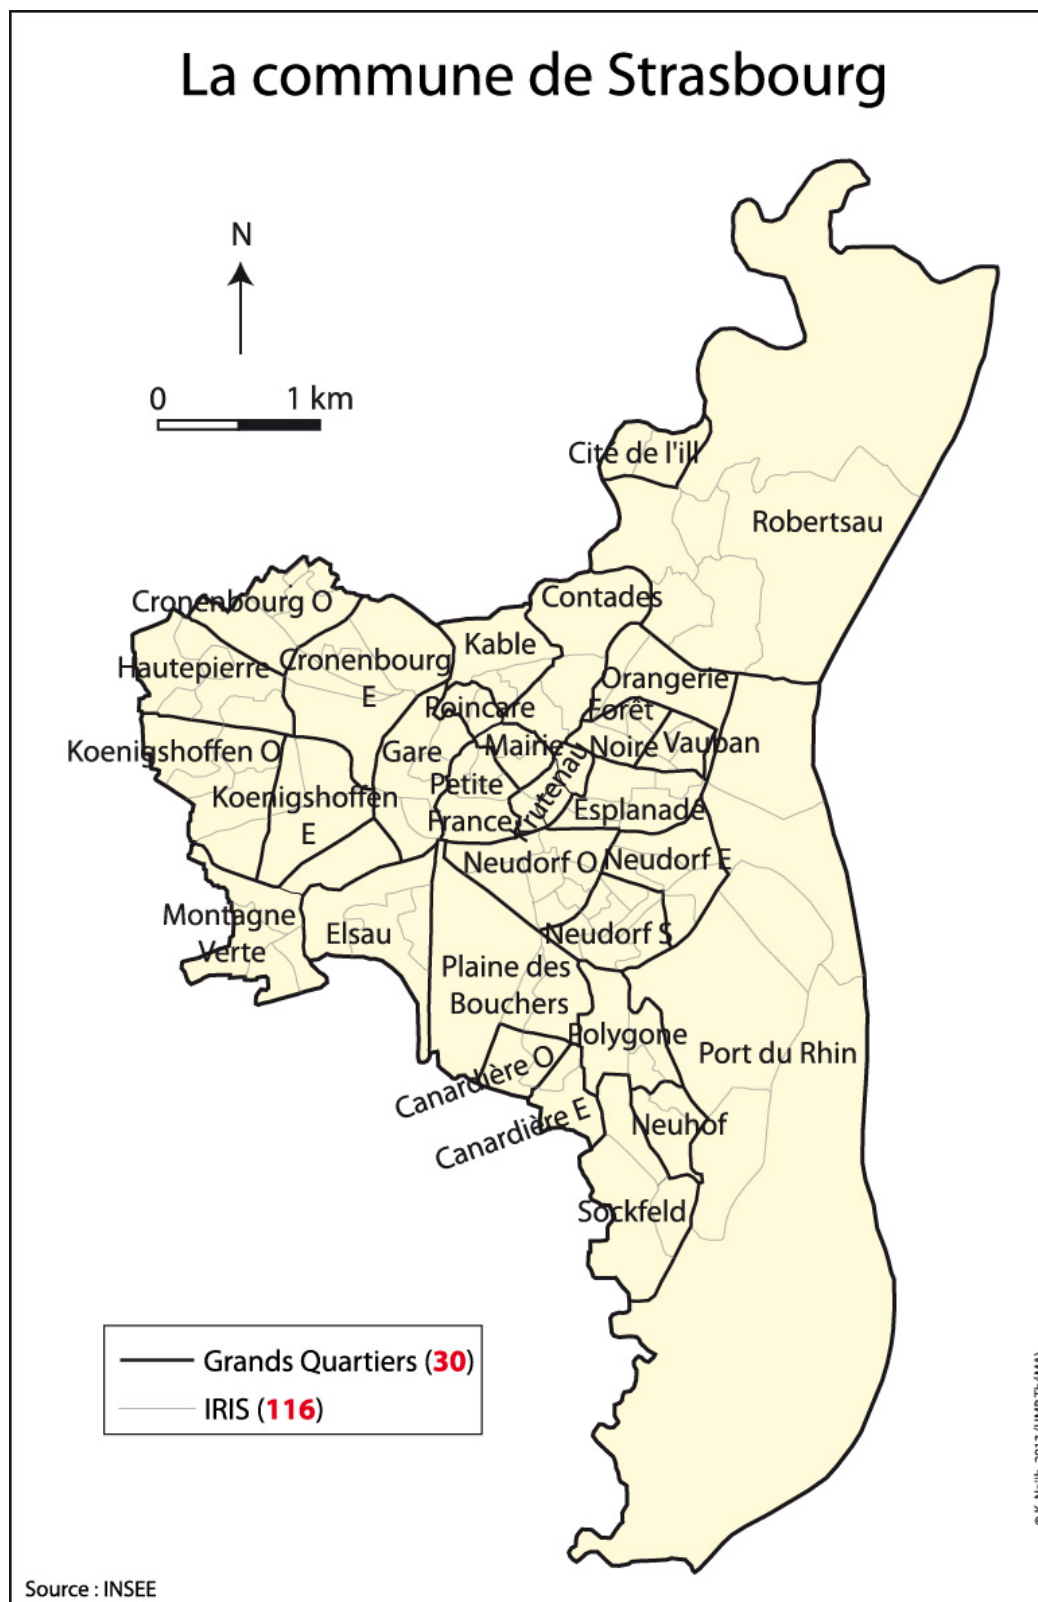 La commune de Strasbourg
N
0 1 km
Cité de l'ill
Robertsau
Contades
Cronenbourg O
Kable
Hautepierre
Cronenbourg
E
Orangerie
Poincare
Forêt
Noire
Koenigshoffen O
Gare
Mairie
Vauban
Petite
France
Krutenau
Koenigshoffen
E
Esplanade
Neudorf O
Neudorf E
Montagne
Verte
Elsau
Neudorf S
Plaine des
Bouchers
Polygone
Port du Rhin
Canardière O
Canardière E
Neuhof
Sockfeld
Grands Quartiers (30)
IRIS (116)
Source : INSEE